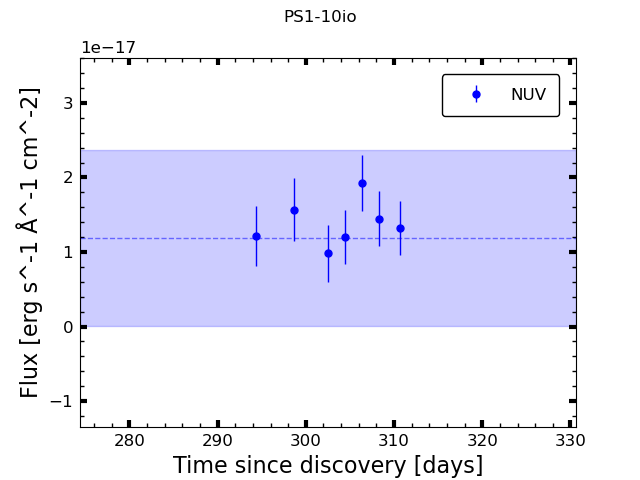 PS1-10io
1e−17
NUV
3
2
1
0
−1
Flux [erg s^-1 Å^-1 cm^-2]
280 290 300 310 320 330
Time since discovery [days]